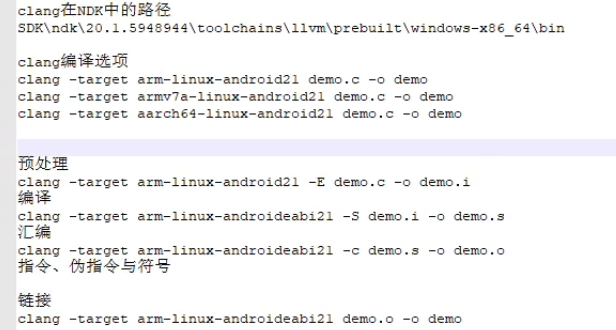 clang在NDK中的路径
SDK\ndk\20.1.5948944\toolchains\llvm\prebuilt\windows-x86_64\bin
clang编译选项
clang -target arm-linux-android21 demo.c -o demo
clang -target armv7a-linux-android21 demo.c -o demo
clang -target aarch64-linux-android21 demo.c -o demo
预处理
clang -target arm-linux-android21 -E demo.c -o demo.i
编译
clang -target arm-linux-androideabi21 -S demo.i -o demo.s
汇编
clang -target arm-linux-androideabi21 -c demo.s -o demo.o
指令、伪指令与符号
链接
clang -target arm-linux-androideabi21 demo.o -o demo